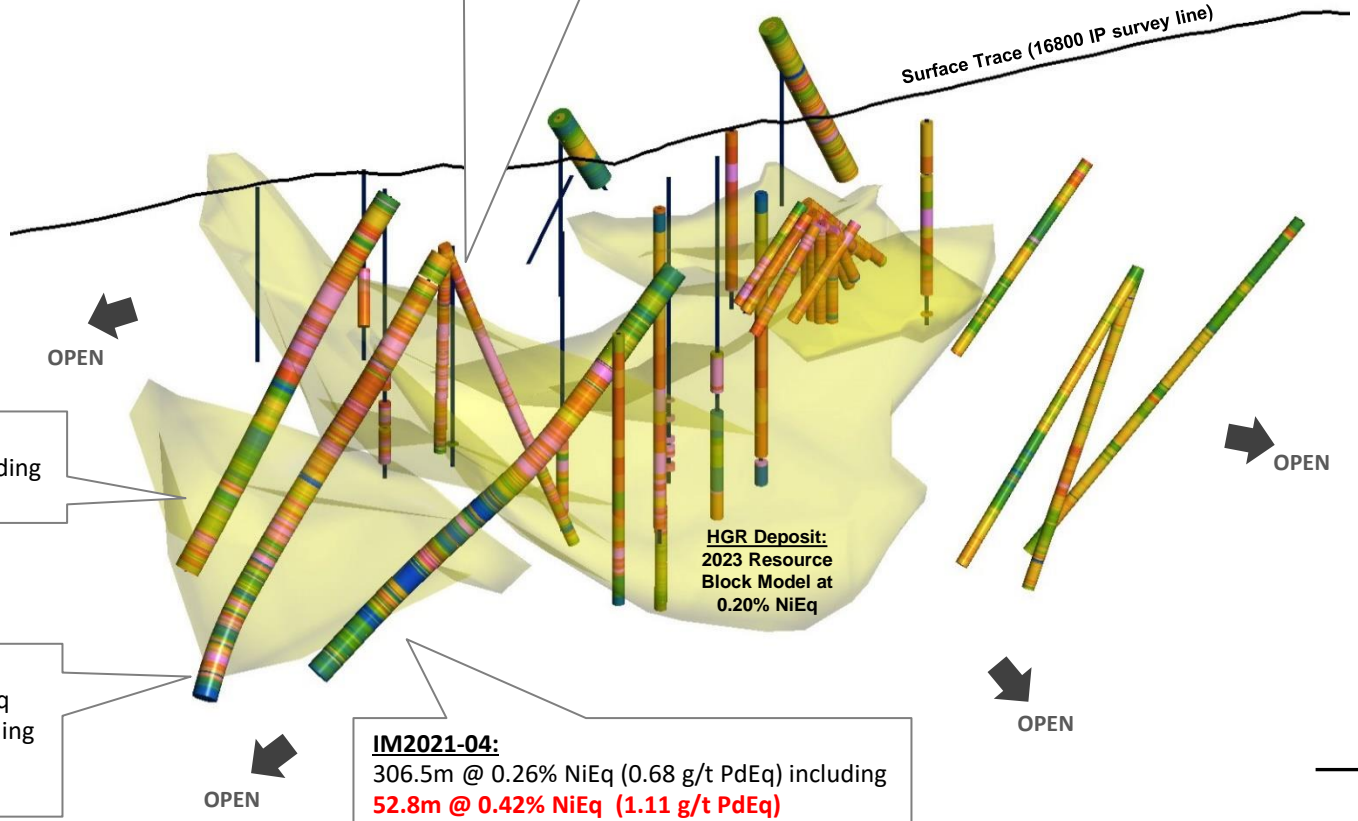 Surface Trace (16800 IP survey line)
OPEN
ding
OPEN
HGR Deposit:
2023 Resource
Block Model at
0.20% NiEq
q
ing
OPEN
OPEN
IM2021-04:
306.5m @ 0.26% NiEq (0.68 g/t PdEq) including
52.8m @ 0.42% NiEq (1.11 g/t PdEq)